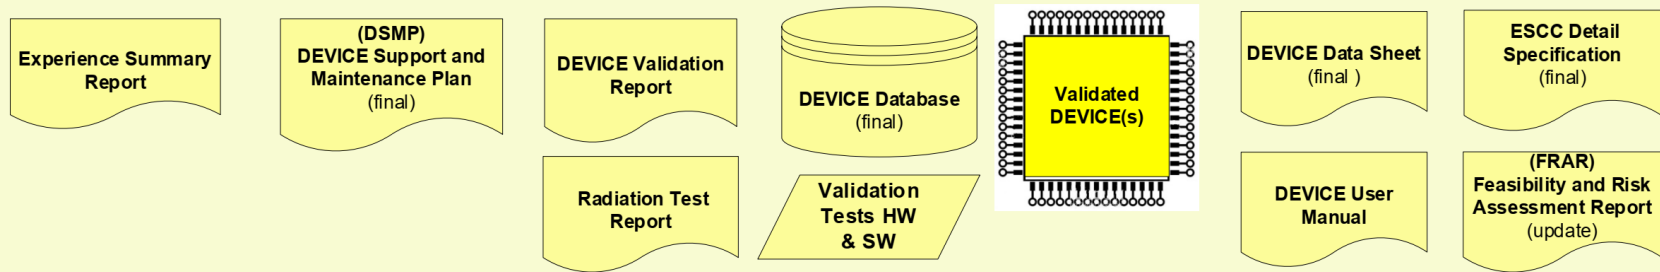 Experience Summary
Report
(DSMP)
DEVICE Support and
Maintenance Plan
(final)
DEVICE Validation
Report
DEVICE Database
(final)
Validated
DEVICE(s)
DEVICE Data Sheet
(final )
ESCC Detail
Specification
(final)
Radiation Test
Report
Validation
Tests HW
& SW
DEVICE User
Manual
(FRAR)
Feasibility and Risk
Assessment Report
(update)